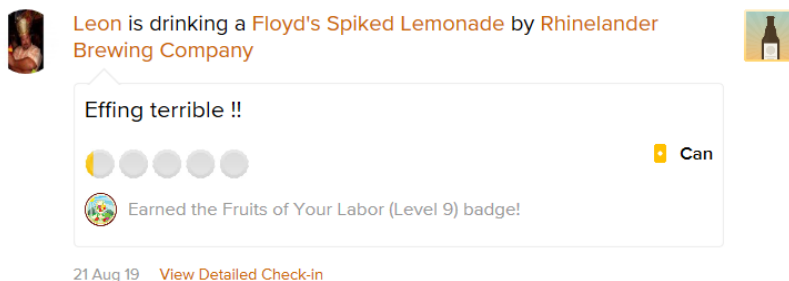 Leon is drinking a Floyd's Spiked Lemonade by Rhinelander
Brewing Company
Effing terrible !!
Can
Earned the Fruits of Your Labor (Level 9) badge!
21 Aug 19 View Detailed Check-in